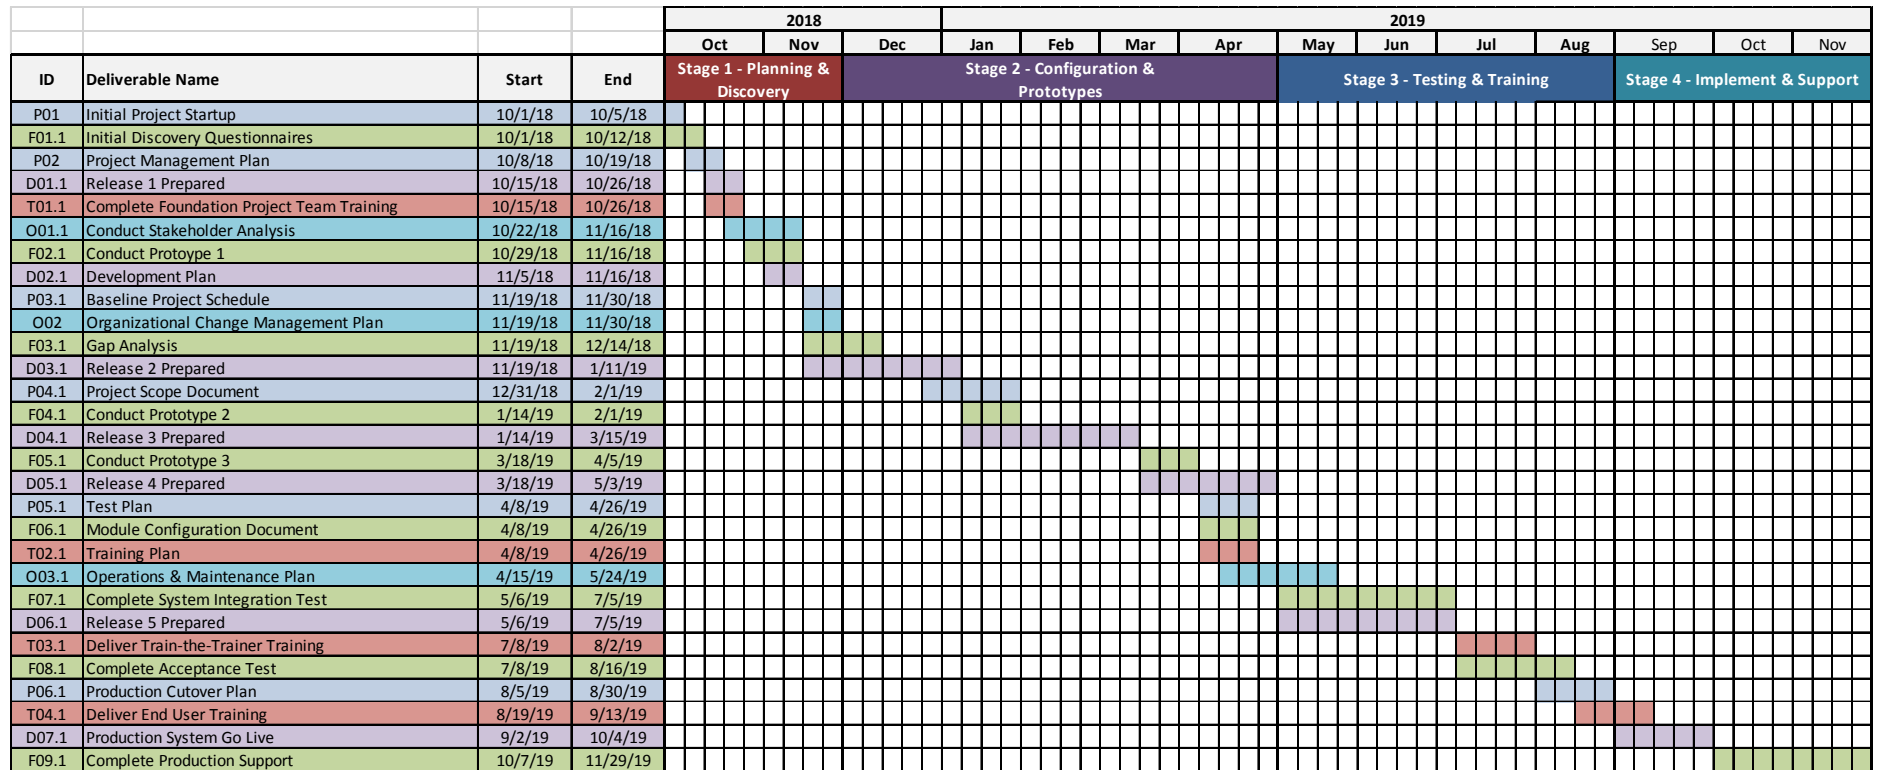 2018 2019
Oct Nov Dec Jan Feb Mar Apr May Jun Jul Aug Sep Oct Nov
ID Deliverable Name Start End Stage 1 - Planning & Discovery Stage 2 - Configuration & Prototypes Stage 3 - Testing & Training Stage 4 - Implement & Support
P01 Initial Project Startup 10/1/18 10/5/18
F01.1 Initial Discovery Questionnaires 10/1/18 10/12/18
P02 Project Management Plan 10/8/18 10/19/18
D01.1 Release 1 Prepared 10/15/18 10/26/18
T01.1 Complete Foundation Project Team Training 10/15/18 10/26/18
O01.1 Conduct Stakeholder Analysis 10/22/18 11/16/18
F02.1 Conduct Protoype 1 10/29/18 11/16/18
D02.1 Development Plan 11/5/18 11/16/18
P03.1 Baseline Project Schedule 11/19/18 11/30/18
O02 Organizational Change Management Plan 11/19/18 11/30/18
F03.1 Gap Analysis 11/19/18 12/14/18
D03.1 Release 2 Prepared 11/19/18 1/11/19
P04.1 Project Scope Document 12/31/18 2/1/19
F04.1 Conduct Prototype 2 1/14/19 2/1/19
D04.1 Release 3 Prepared 1/14/19 3/15/19
F05.1 Conduct Prototype 3 3/18/19 4/5/19
D05.1 Release 4 Prepared 3/18/19 5/3/19
P05.1 Test Plan 4/8/19 4/26/19
F06.1 Module Configuration Document 4/8/19 4/26/19
T02.1 Training Plan 4/8/19 4/26/19
O03.1 Operations & Maintenance Plan 4/15/19 5/24/19
F07.1 Complete System Integration Test 5/6/19 7/5/19
D06.1 Release 5 Prepared 5/6/19 7/5/19
T03.1 Deliver Train-the-Trainer Training 7/8/19 8/2/19
F08.1 Complete Acceptance Test 7/8/19 8/16/19
P06.1 Production Cutover Plan 8/5/19 8/30/19
T04.1 Deliver End User Training 8/19/19 9/13/19
D07.1 Production System Go Live 9/2/19 10/4/19
F09.1 Complete Production Support 10/7/19 11/29/19